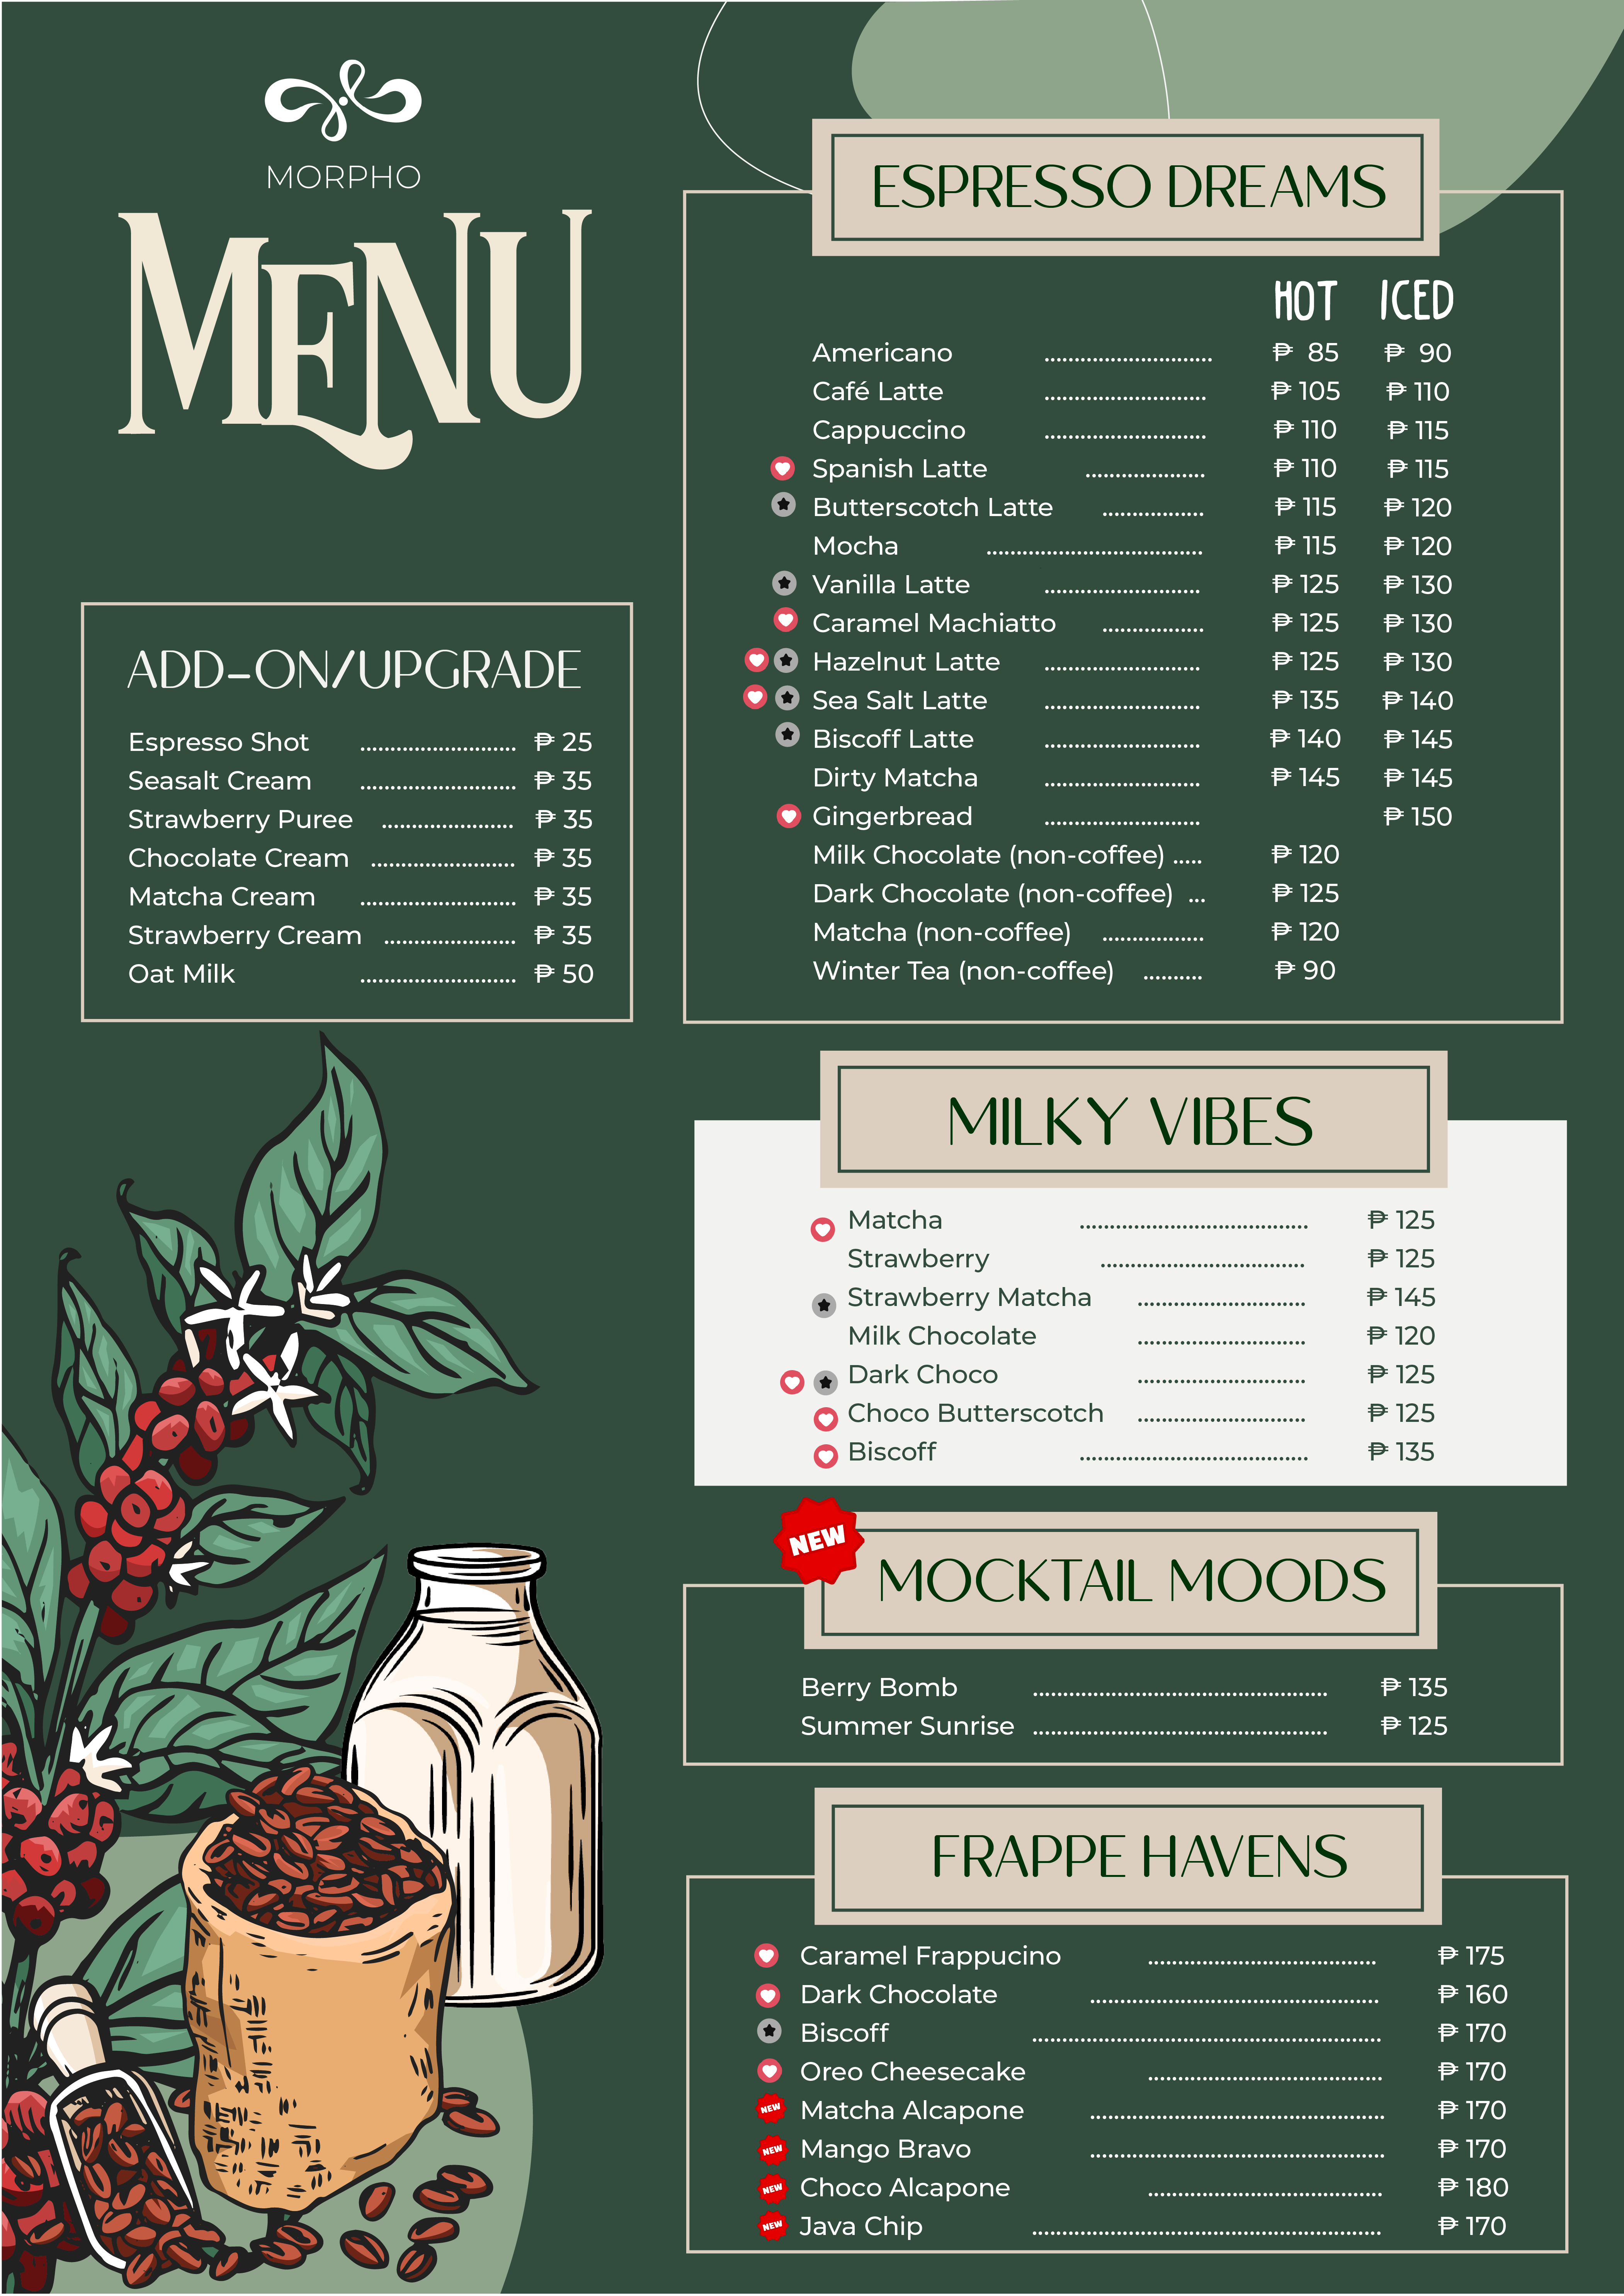 MORPHO
MENU
ADD-ON/UPGRADE
Espresso Shot .......................... ₱ 25
Seasalt Cream .......................... ₱ 35
Strawberry Puree ...................... ₱ 35
Chocolate Cream ........................ ₱ 35
Matcha Cream .......................... ₱ 35
Strawberry Cream ...................... ₱ 35
Oat Milk .......................... ₱ 50
ESPRESSO DREAMS
HOT ICED
Americano ............................ ₱ 85 ₱ 90
Café Latte ........................... ₱ 105 ₱ 110
Cappuccino ........................... ₱ 110 ₱ 115
Spanish Latte .................... ₱ 110 ₱ 115
Butterscotch Latte ................. ₱ 115 ₱ 120
Mocha .................................... ₱ 115 ₱ 120
Vanilla Latte .......................... ₱ 125 ₱ 130
Caramel Machiatto ................. ₱ 125 ₱ 130
Hazelnut Latte .......................... ₱ 125 ₱ 130
Sea Salt Latte .......................... ₱ 135 ₱ 140
Biscoff Latte .......................... ₱ 140 ₱ 145
Dirty Matcha .......................... ₱ 145 ₱ 145
Gingerbread .......................... ₱ 150
Milk Chocolate (non-coffee) ..... ₱ 120
Dark Chocolate (non-coffee) ... ₱ 125
Matcha (non-coffee) ................. ₱ 120
Winter Tea (non-coffee) .......... ₱ 90
MILKY VIBES
Matcha ...................................... ₱ 125
Strawberry .................................. ₱ 125
Strawberry Matcha ............................ ₱ 145
Milk Chocolate ............................ ₱ 120
Dark Choco ............................ ₱ 125
Choco Butterscotch ............................ ₱ 125
Biscoff ...................................... ₱ 135
NEW
MOCKTAIL MOODS
Berry Bomb ................................................. ₱ 135
Summer Sunrise ................................................. ₱ 125
FRAPPE HAVENS
Caramel Frappucino ...................................... ₱ 175
Dark Chocolate ................................................ ₱ 160
Biscoff .......................................................... ₱ 170
Oreo Cheesecake ....................................... ₱ 170
NEW Matcha Alcapone ................................................. ₱ 170
NEW Mango Bravo ................................................. ₱ 170
NEW Choco Alcapone ....................................... ₱ 180
NEW Java Chip .......................................................... ₱ 170